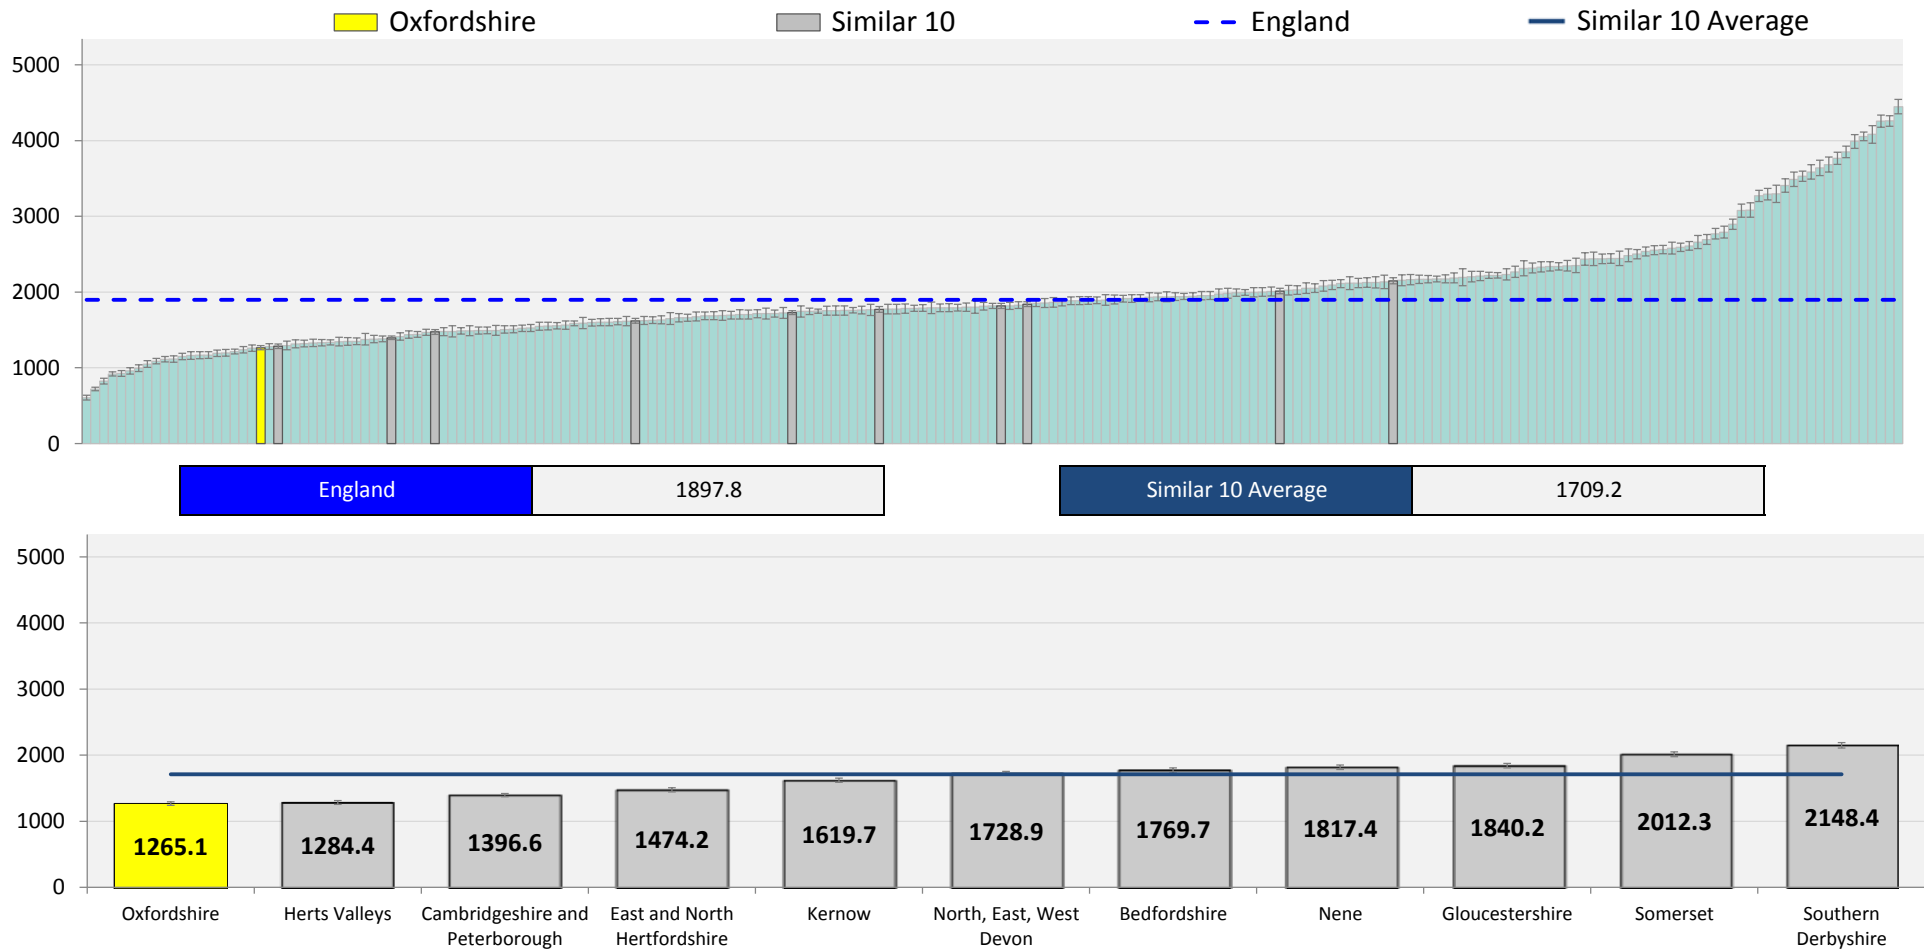 Oxfordshire Similar 10 England Similar 10 Average
5000
4000
3000
2000
1000
0
England 1897.8 Similar 10 Average 1709.2
5000
4000
3000
2000
1000
0
1265.1 1284.4 1396.6 1474.2 1619.7 1728.9 1769.7 1817.4 1840.2 2012.3 2148.4
Oxfordshire Herts Valleys Cambridgeshire and East and North Kernow North, East, West Bedfordshire Nene Gloucestershire Somerset Southern
Peterborough Hertfordshire Devon Derbyshire